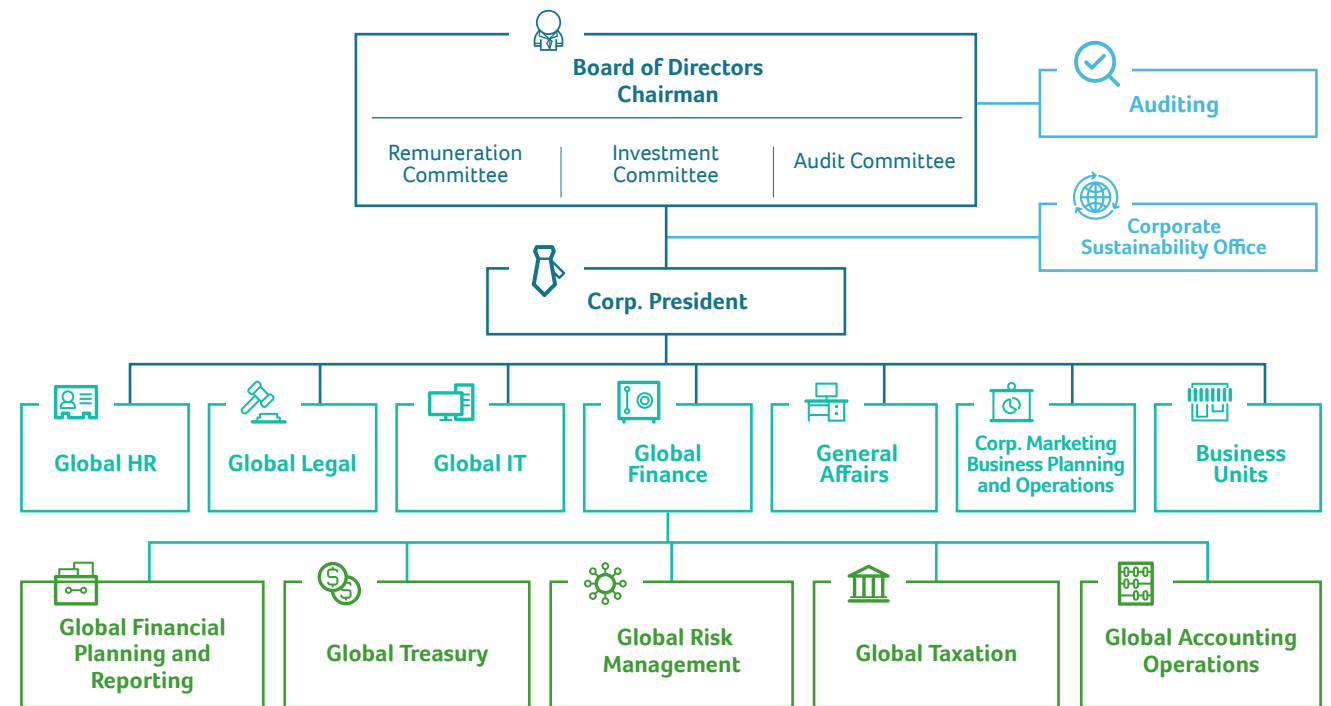 Board of Directors
Chairman
Remuneration
Committee
Investment
Committee
Audit Committee
Auditing
Corporate
Sustainability Office
Corp. President
Global HR
Global Legal
Global IT
Global
Finance
General
Affairs
Corp. Marketing
Business Planning
and Operations
Business
Units
Global Financial
Planning and
Reporting
Global Treasury
Global Risk
Management
Global Taxation
Global Accounting
Operations